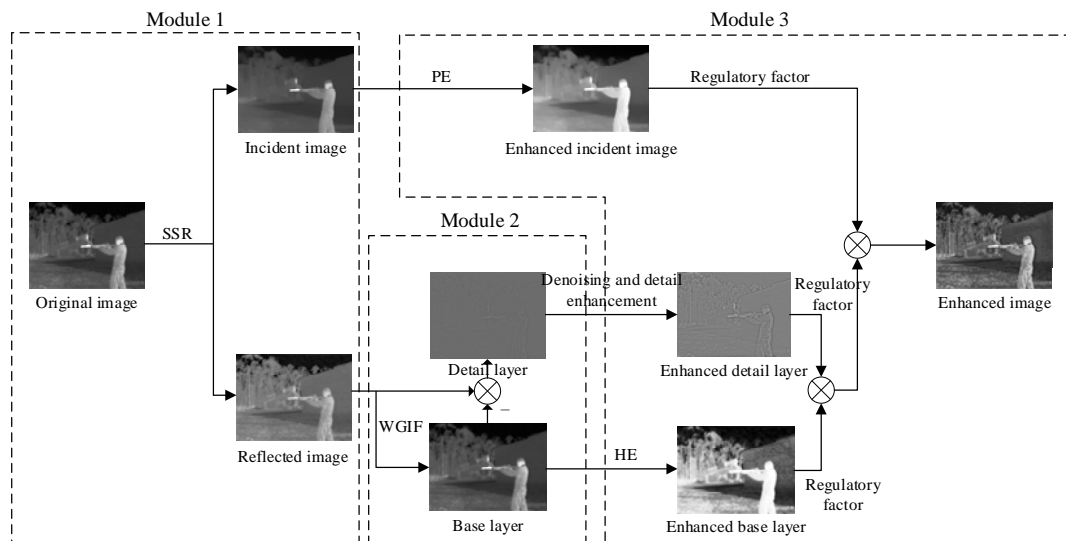 Module 1
Module 3
PE
Regulatory factor
Incident image
Enhanced incident image
Module 2
SSR
Original image
Denoising and detail
enhancement
Regulatory
factor
Enhanced image
Detail layer
Enhanced detail layer
WGIF
–
Reflected image
HE
Regulatory
factor
Base layer
Enhanced base layer